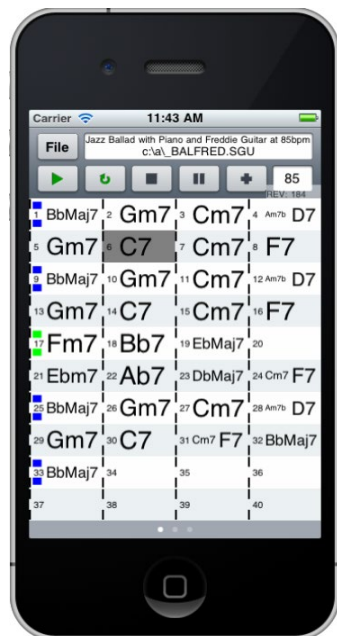 Carrier 11:43 AM
File Jazz Ballad with Piano and Freddie Guitar at 85bpm
c:\a\_BALFRED.SGU
85
REV: 184
1 BbMaj7 2 Gm7 3 Cm7 4 Am7b D7
5 Gm7 6 C7 7 Cm7 8 F7
9 BbMaj7 10 Gm7 11 Cm7 12 Am7b D7
13 Gm7 14 C7 15 Cm7 16 F7
17 Fm7 18 Bb7 19 EbMaj7 20
21 Ebm7 22 Ab7 23 DbMaj7 24 Cm7 F7
25 BbMaj7 26 Gm7 27 Cm7 28 Am7b D7
29 Gm7 30 C7 31 Cm7 F7 32 BbMaj7
33 BbMaj7 34 35 36
37 38 39 40